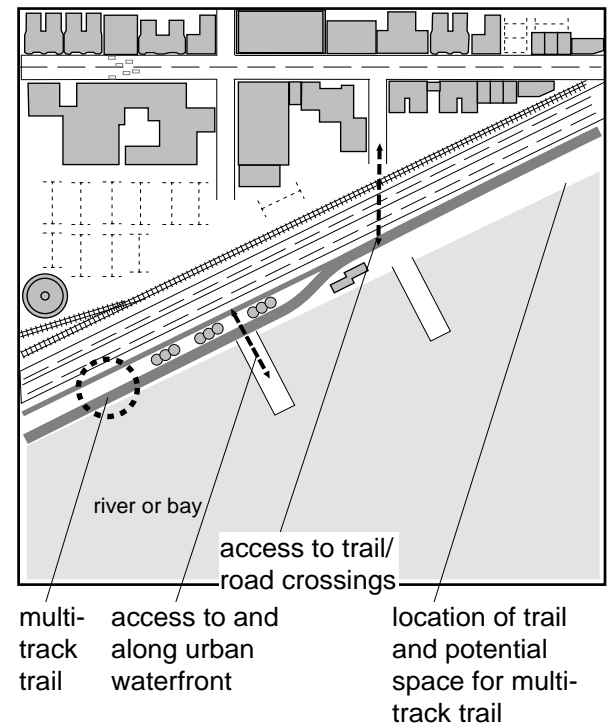 river or bay
access to trail/
road crossings
multi-
track
trail
access to and
along urban
waterfront
location of trail
and potential
space for multi-
track trail